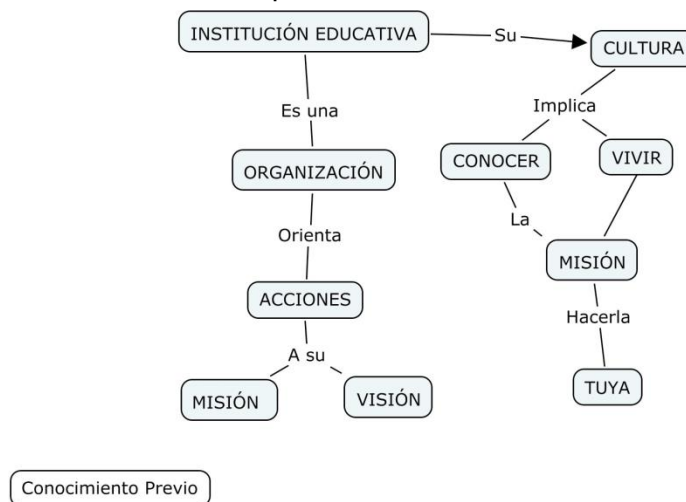 INSTITUCIÓN EDUCATIVA
Su
CULTURA
Es una
Implica
ORGANIZACIÓN
CONOCER
VIVIR
Orienta
La
MISIÓN
ACCIONES
Hacerla
A su
MISIÓN
VISIÓN
TUYA
Conocimiento Previo